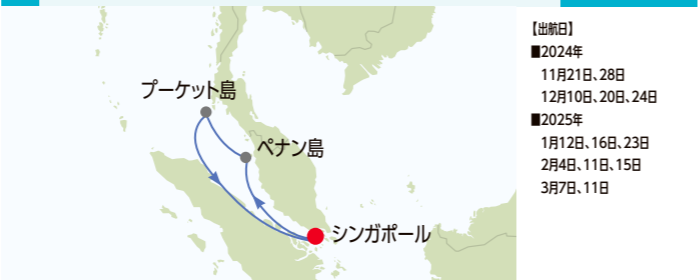 プーケット島
ペナン島
シンガポール
【出航日】
■2024年
11月21日、28日
12月10日、20日、24日
■2025年
1月12日、16日、23日
2月4日、11日、15日
3月7日、11日